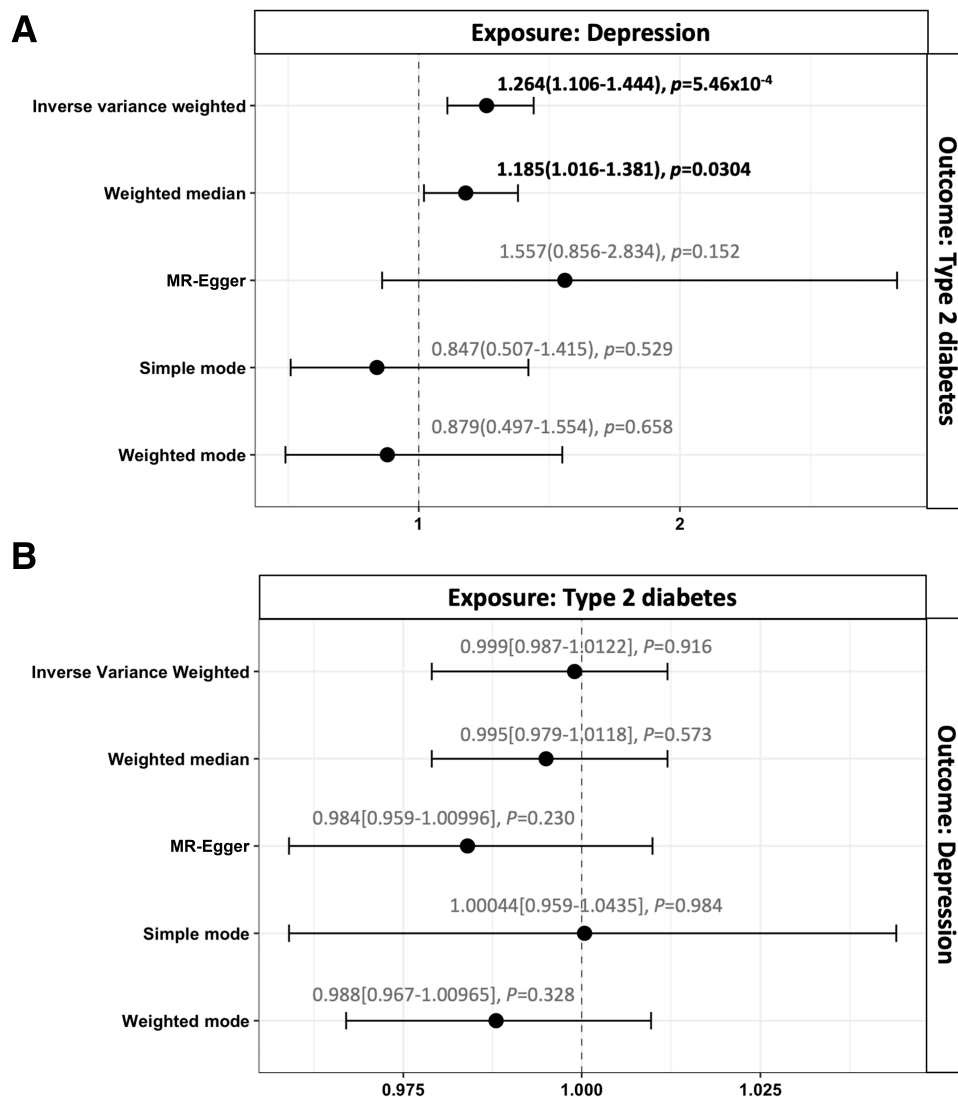 A
Exposure: Depression
Inverse variance weighted
1.264(1.106-1.444), p=5.46x10-4
Weighted median
1.185(1.016-1.381), p=0.0304
MR-Egger
1.557(0.856-2.834), p=0.152
Simple mode
0.847(0.507-1.415), p=0.529
Weighted mode
0.879(0.497-1.554), p=0.658
1 2
Outcome: Type 2 diabetes
B
Exposure: Type 2 diabetes
Inverse Variance Weighted
0.999[0.987-1.0122], P=0.916
Weighted median
0.995[0.979-1.0118], P=0.573
MR-Egger
0.984[0.959-1.00996], P=0.230
Simple mode
1.00044[0.959-1.0435], P=0.984
Weighted mode
0.988[0.967-1.00965], P=0.328
0.975 1.000 1.025
Outcome: Depression